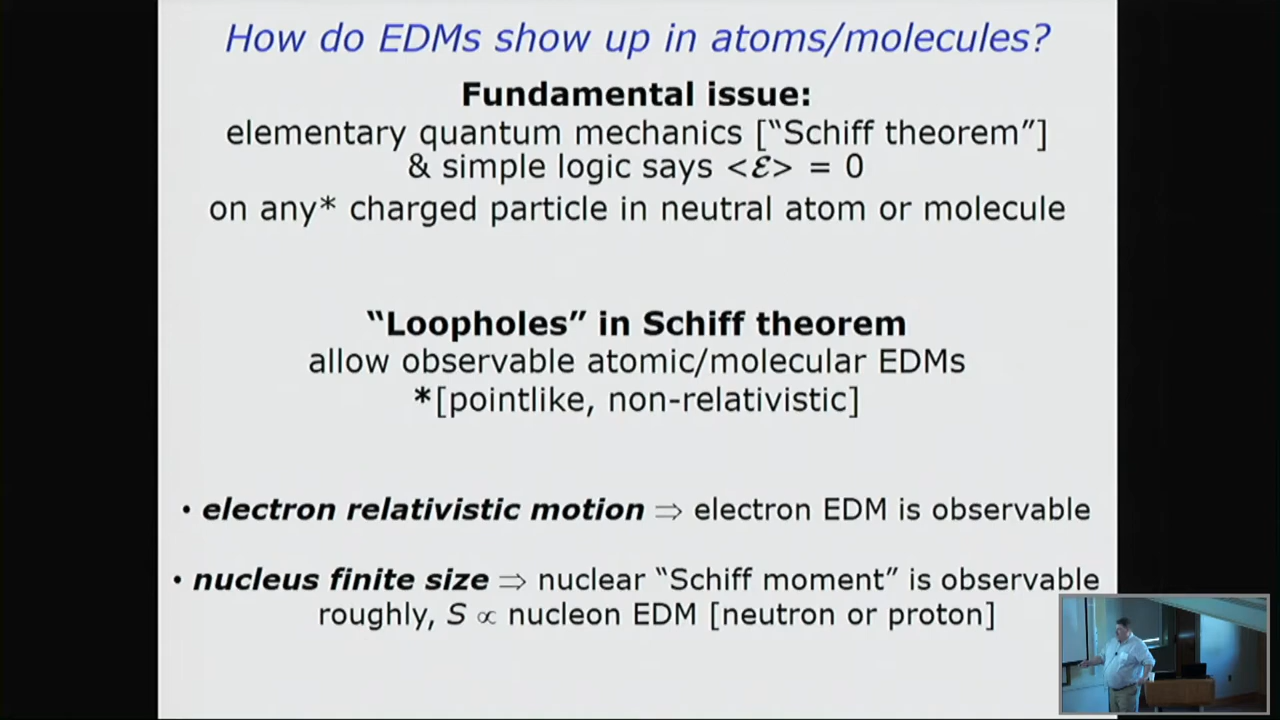 How do EDMs show up in atoms/molecules?
Fundamental issue:
elementary quantum mechanics [“Schiff theorem”]
& simple logic says <ℰ> = 0
on any* charged particle in neutral atom or molecule
“Loopholes” in Schiff theorem
allow observable atomic/molecular EDMs
*[pointlike, non-relativistic]
• electron relativistic motion ⇒ electron EDM is observable
• nucleus finite size ⇒ nuclear “Schiff moment” is observable
roughly, S ∝ nucleon EDM [neutron or proton]